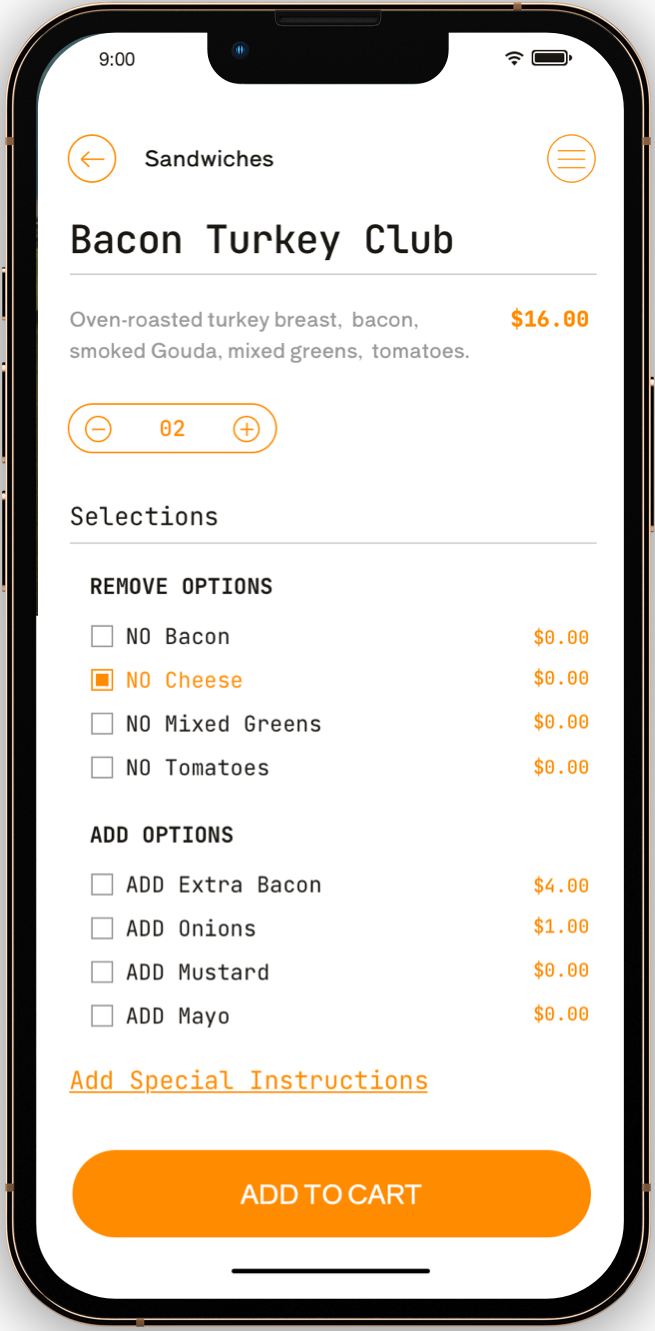 9:00
Sandwiches
Bacon Turkey Club
Oven-roasted turkey breast, bacon, $16.00
smoked Gouda, mixed greens, tomatoes.
02
Selections
REMOVE OPTIONS
NO Bacon $0.00
NO Cheese $0.00
NO Mixed Greens $0.00
NO Tomatoes $0.00
ADD OPTIONS
ADD Extra Bacon $4.00
ADD Onions $1.00
ADD Mustard $0.00
ADD Mayo $0.00
Add Special Instructions
ADD TO CART